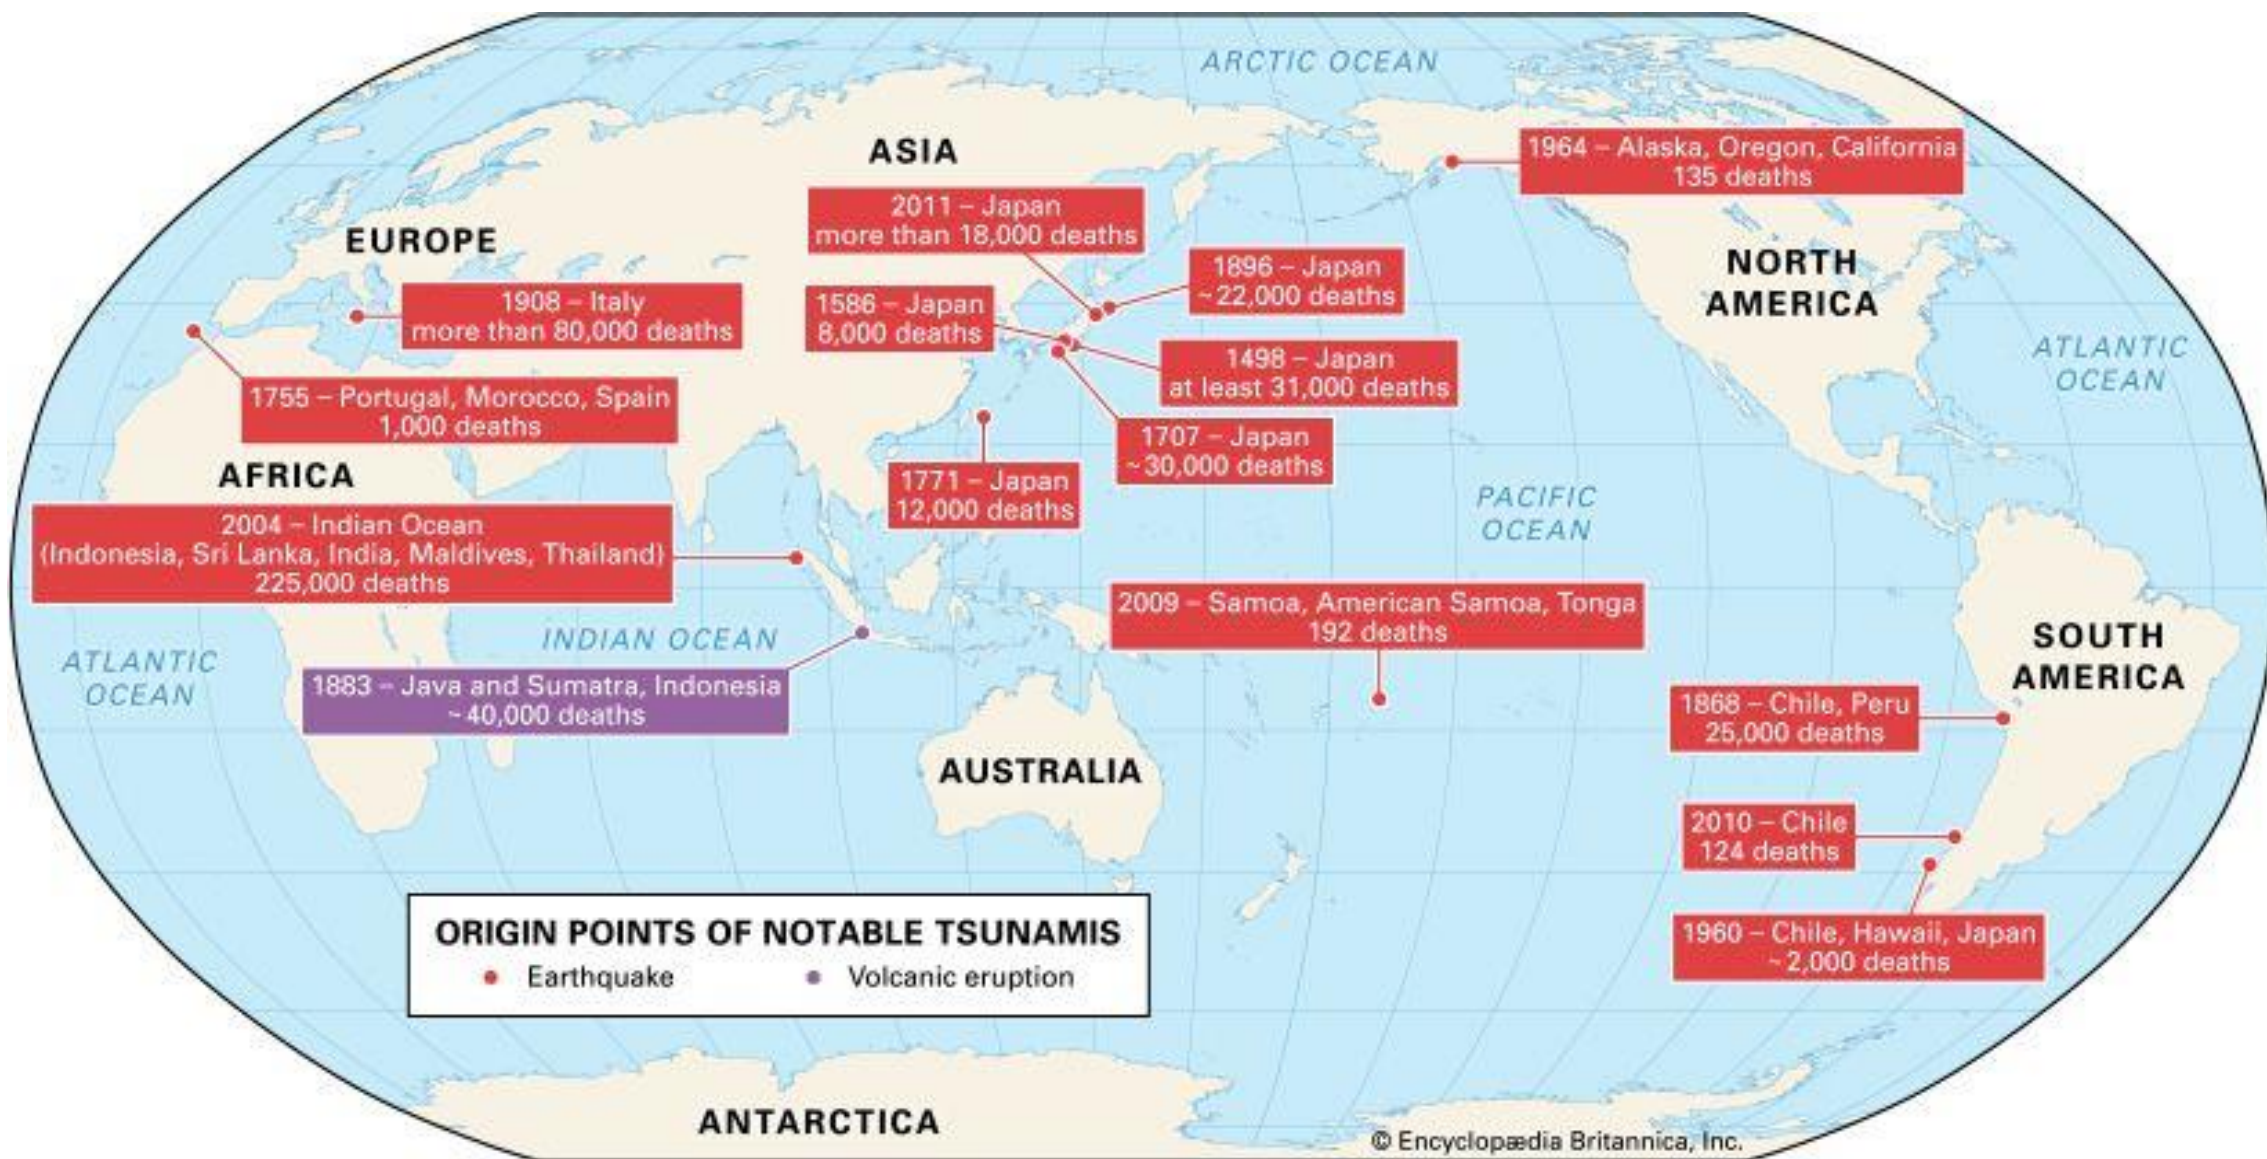 ARCTIC OCEAN
ASIA
1964 – Alaska, Oregon, California
135 deaths
2011 – Japan
more than 18,000 deaths
EUROPE
1896 – Japan
~22,000 deaths
NORTH
AMERICA
1908 – Italy
more than 80,000 deaths
1586 – Japan
8,000 deaths
1498 – Japan
at least 31,000 deaths
ATLANTIC
OCEAN
1755 – Portugal, Morocco, Spain
1,000 deaths
1707 – Japan
~30,000 deaths
AFRICA
1771 – Japan
12,000 deaths
PACIFIC
OCEAN
2004 – Indian Ocean
(Indonesia, Sri Lanka, India, Maldives, Thailand)
225,000 deaths
2009 – Samoa, American Samoa, Tonga
192 deaths
INDIAN OCEAN
SOUTH
AMERICA
ATLANTIC
OCEAN
1883 – Java and Sumatra, Indonesia
~40,000 deaths
1868 – Chile, Peru
25,000 deaths
AUSTRALIA
2010 – Chile
124 deaths
1960 – Chile, Hawaii, Japan
~2,000 deaths
ORIGIN POINTS OF NOTABLE TSUNAMIS
Earthquake
Volcanic eruption
ANTARCTICA
© Encyclopædia Britannica, Inc.